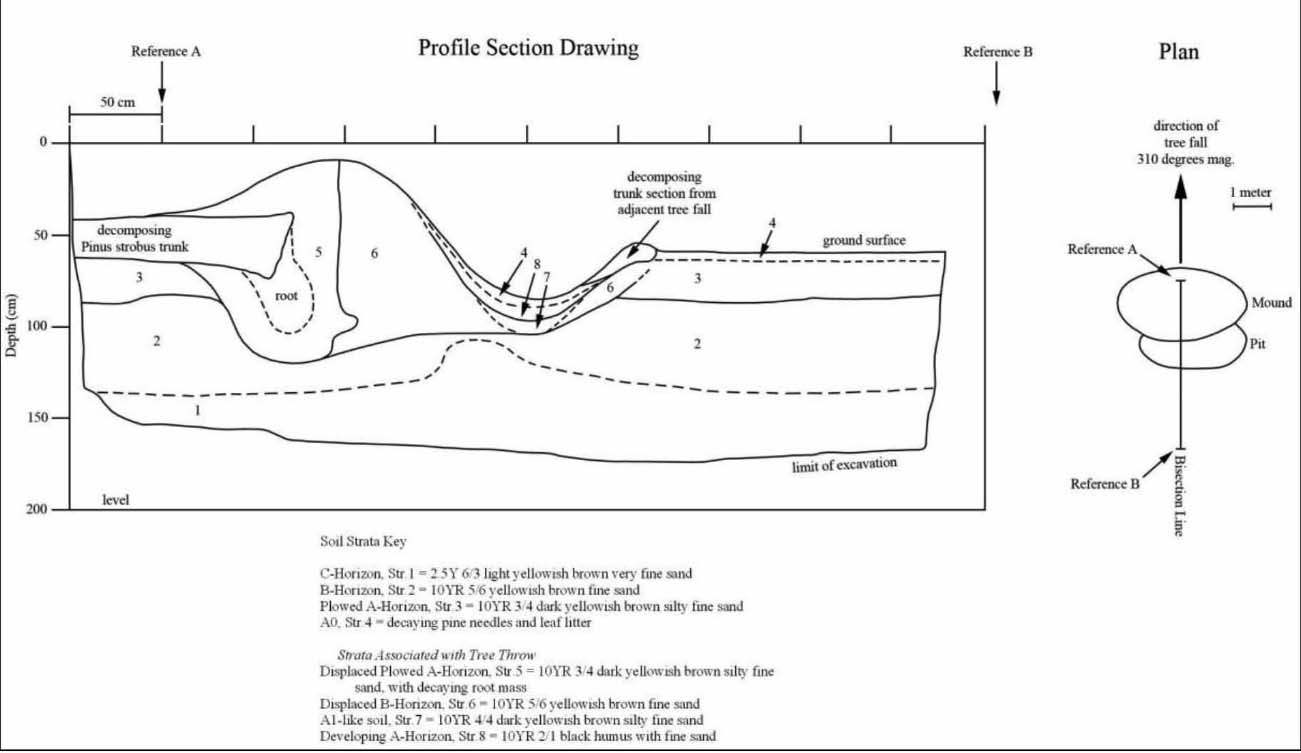 Profile Section Drawing
Plan
Reference A
Reference B
50 cm
0
50
100
150
200
Depth (cm)
decomposing
Pinus strobus trunk
3
2
1
root
5
6
4
8
7
6
decomposing
trunk section from
adjacent tree fall
4
ground surface
3
2
limit of excavation
level
direction of
tree fall
310 degrees mag.
1 meter
Reference A
Mound
Pit
Reference B
Bisection Line
Soil Strata Key
C-Horizon, Str.1 = 2.5Y 6/3 light yellowish brown very fine sand
B-Horizon, Str.2 = 10YR 5/6 yellowish brown fine sand
Plowed A-Horizon, Str.3 = 10YR 3/4 dark yellowish brown silty fine sand
A0, Str.4 = decaying pine needles and leaf litter
Strata Associated with Tree Throw
Displaced Plowed A-Horizon, Str.5 = 10YR 3/4 dark yellowish brown silty fine
sand, with decaying root mass
Displaced B-Horizon, Str.6 = 10YR 5/6 yellowish brown fine sand
A1-like soil, Str.7 = 10YR 4/4 dark yellowish brown silty fine sand
Developing A-Horizon, Str.8 = 10YR 2/1 black humus with fine sand